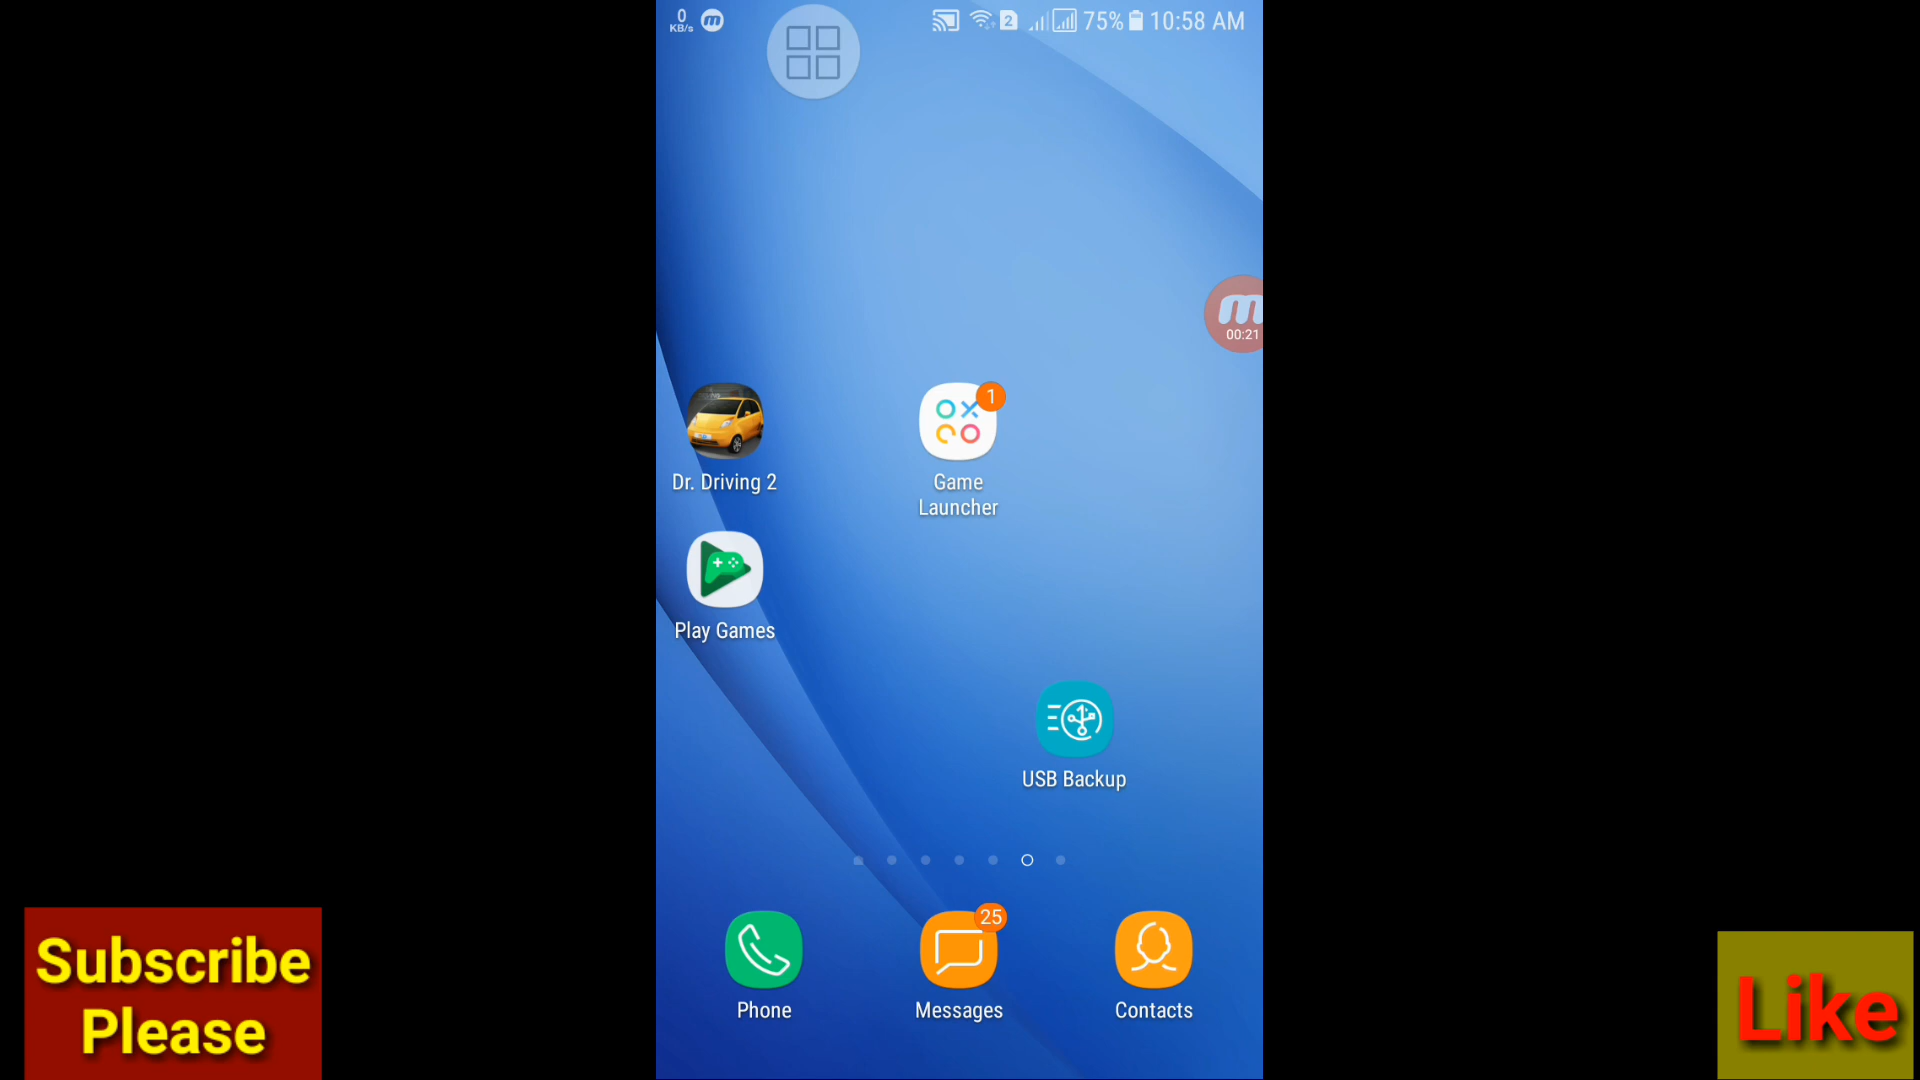 0
KB/s
m
2
75%
10:58 AM
m
00:21
1
Dr. Driving 2
Game
Launcher
Play Games
USB Backup
25
Phone
Messages
Contacts
Subscribe
Please
Like